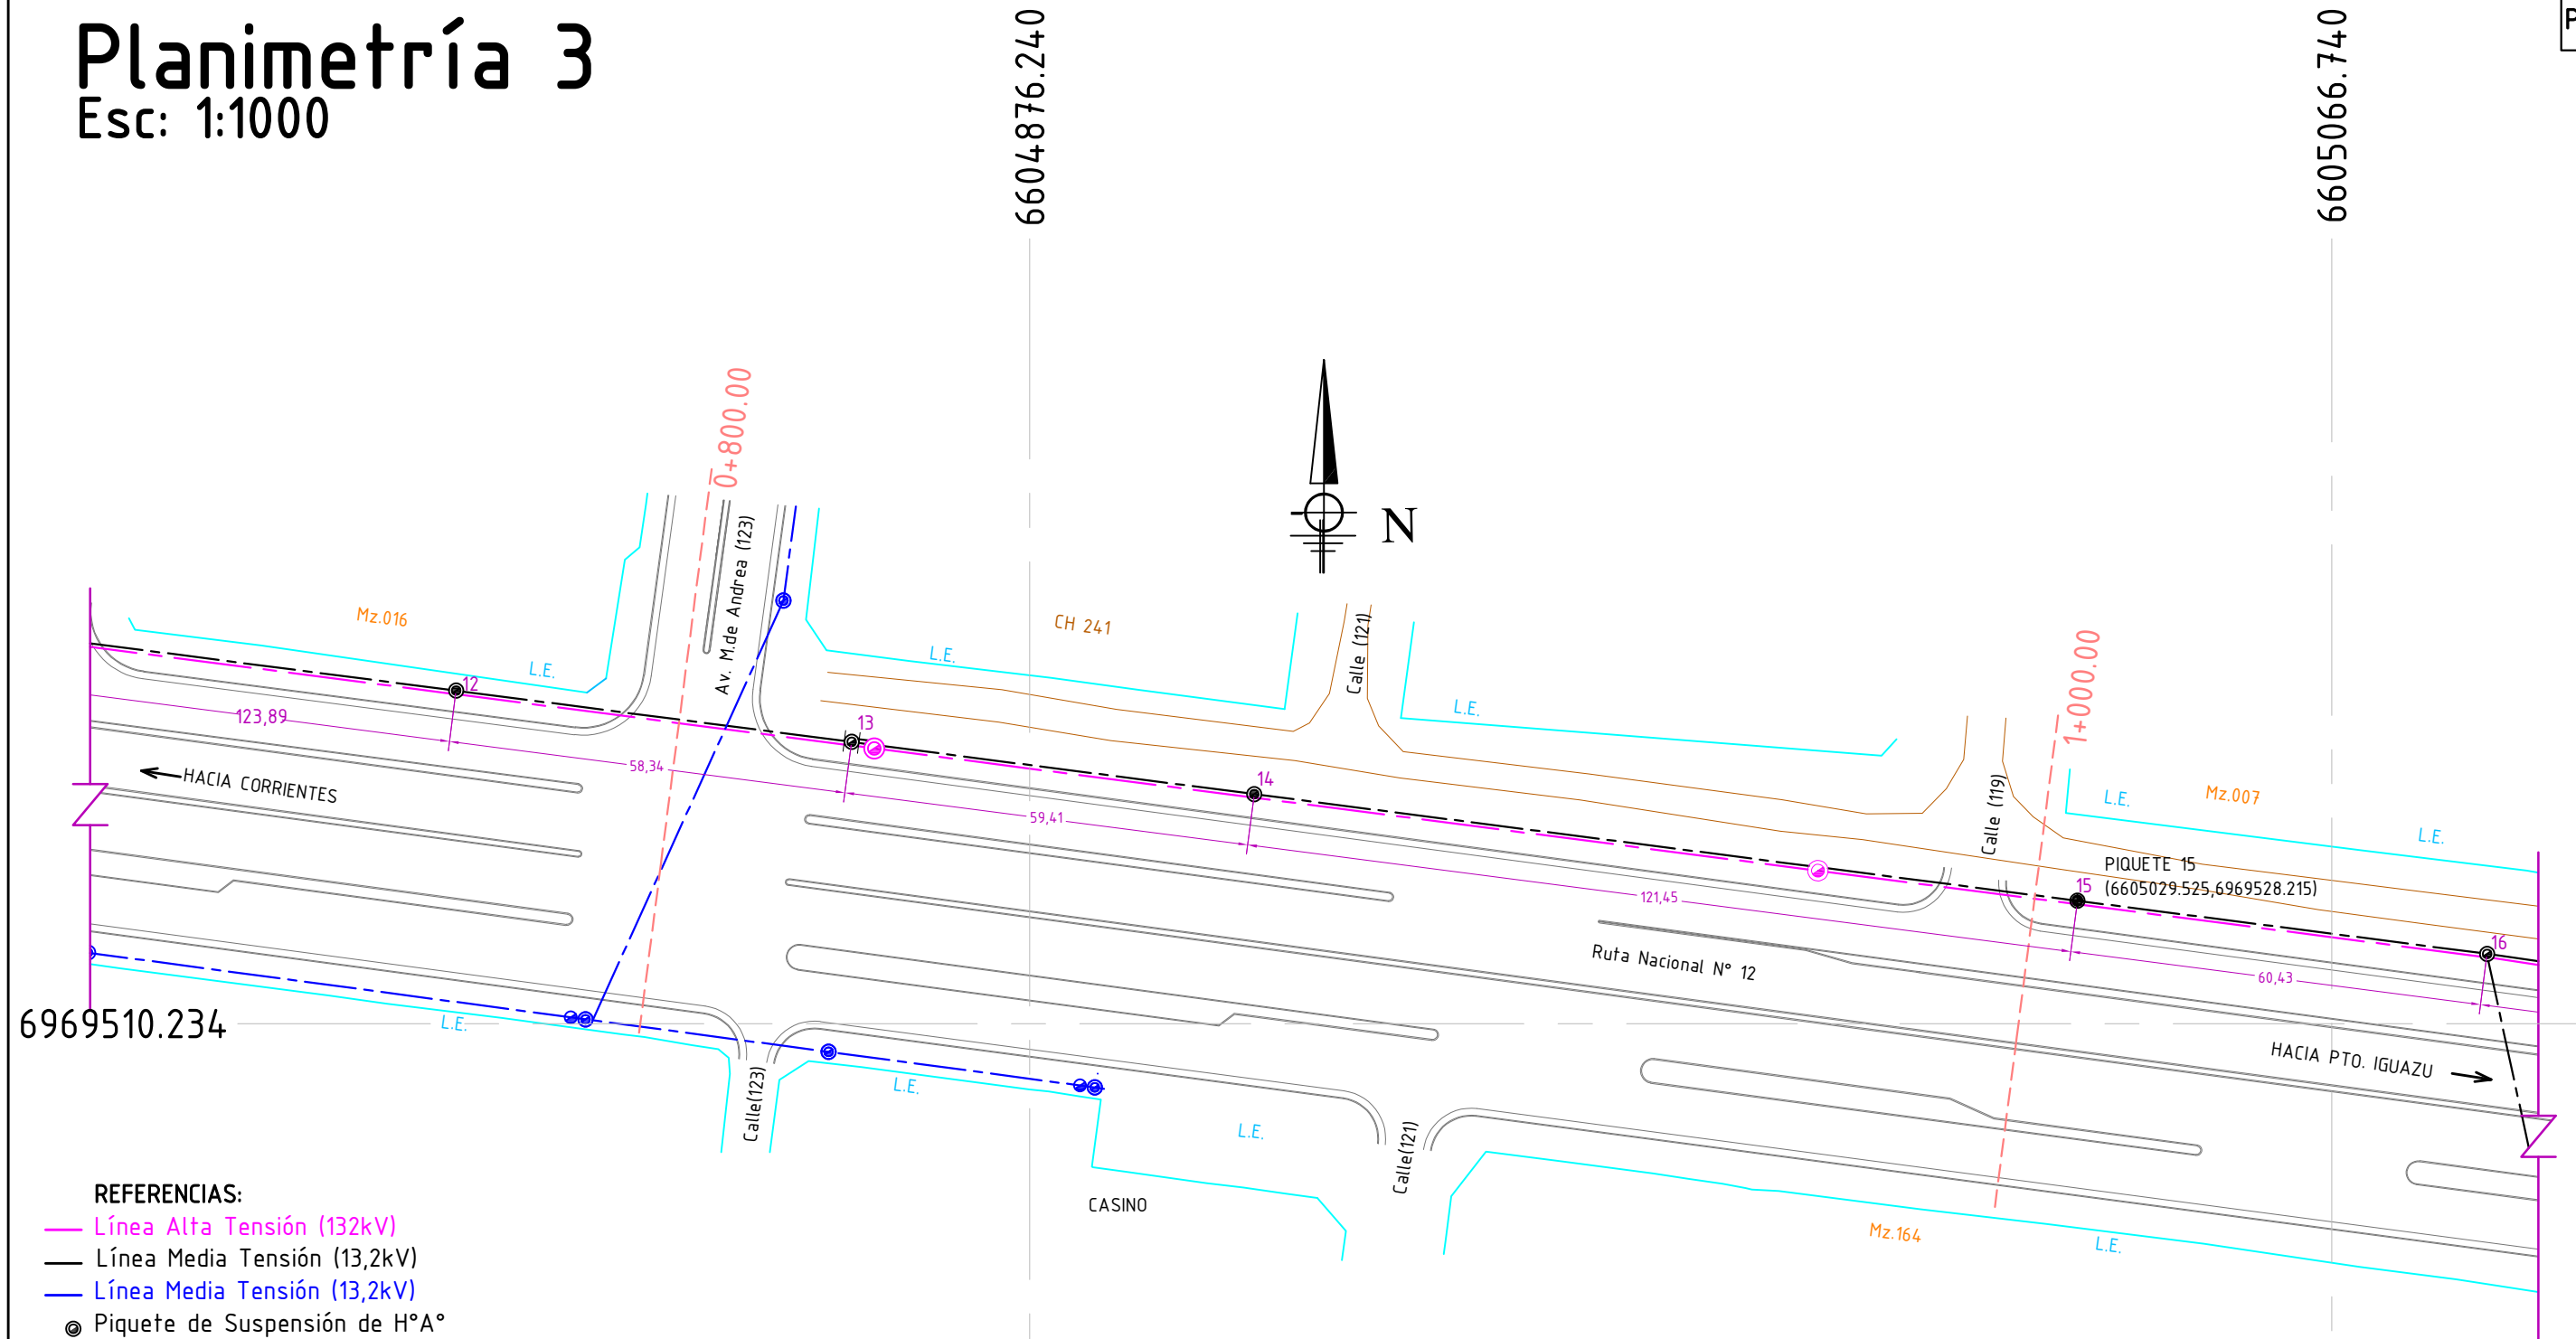 Planimetría 3
Esc: 1:1000
6604876.240
6605066.740
P
0+800.00
Av. M.de Andrea (123)
Mz.016
L.E.
CH 241
L.E.
Calle (121)
L.E.
N
1+000.00
Calle (119)
L.E.
Mz.007
L.E.
12
13
14
15
16
PIQUETE 15
(6605029.525,6969528.215)
123,89
58,34
59,41
121,45
60,43
HACIA CORRIENTES
Ruta Nacional N° 12
HACIA PTO. IGUAZU
6969510.234
L.E.
Calle(123)
L.E.
L.E.
Calle(121)
CASINO
Mz.164
L.E.
REFERENCIAS:
Línea Alta Tensión (132kV)
Línea Media Tensión (13,2kV)
Línea Media Tensión (13,2kV)
Piquete de Suspensión de H°A°